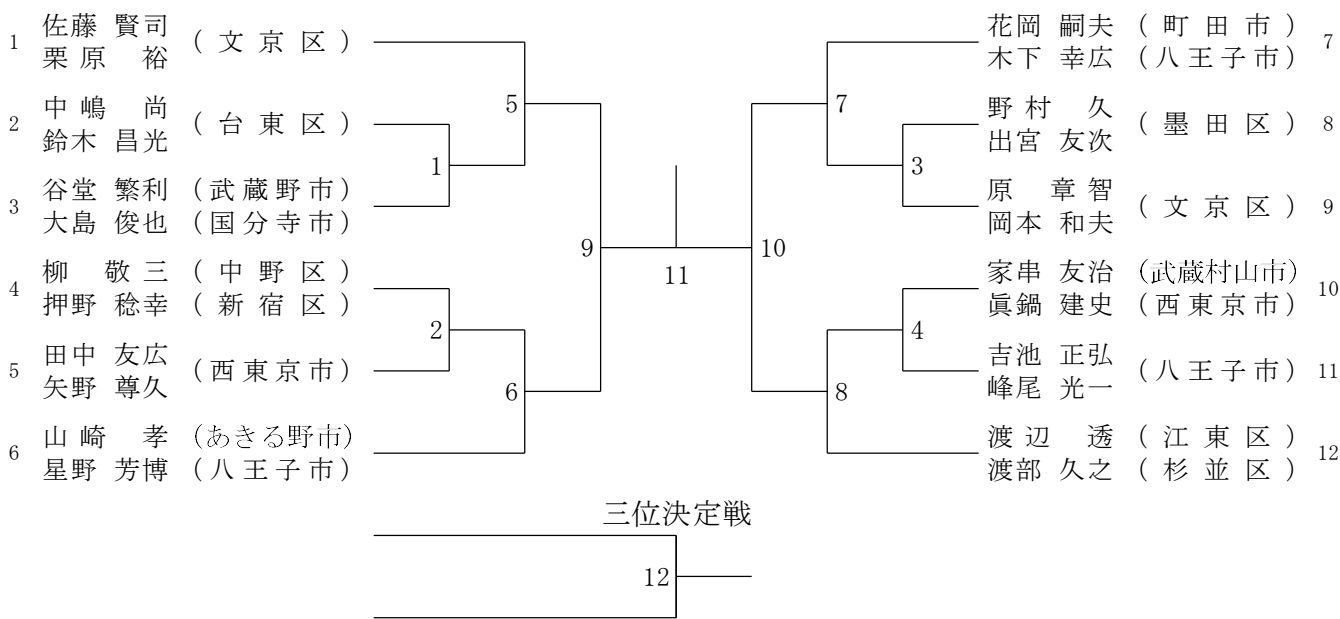 1 佐藤 賢司 (文京区)
栗原 裕
2 中嶋 尚 (台東区)
鈴木 昌光
3 谷堂 繁利 (武蔵野市)
大島 俊也 (国分寺市)
4 柳 敬三 (中野区)
押野 稔幸 (新宿区)
5 田中 友広 (西東京市)
矢野 尊久
6 山崎 孝 (あきる野市)
星野 芳博 (八王子市)
5
1
9
2
6
11
7
3
10
4
8
花岡 嗣夫 (町田市) 7
木下 幸広 (八王子市)
野村 久 (墨田区) 8
出宮 友次
原 章智 (文京区) 9
岡本 和夫
家串 友治 (武蔵村山市) 10
眞鍋 建史 (西東京市)
吉池 正弘 (八王子市) 11
峰尾 光一
渡辺 透 (江東区) 12
渡部 久之 (杉並区)
三位決定戦
12